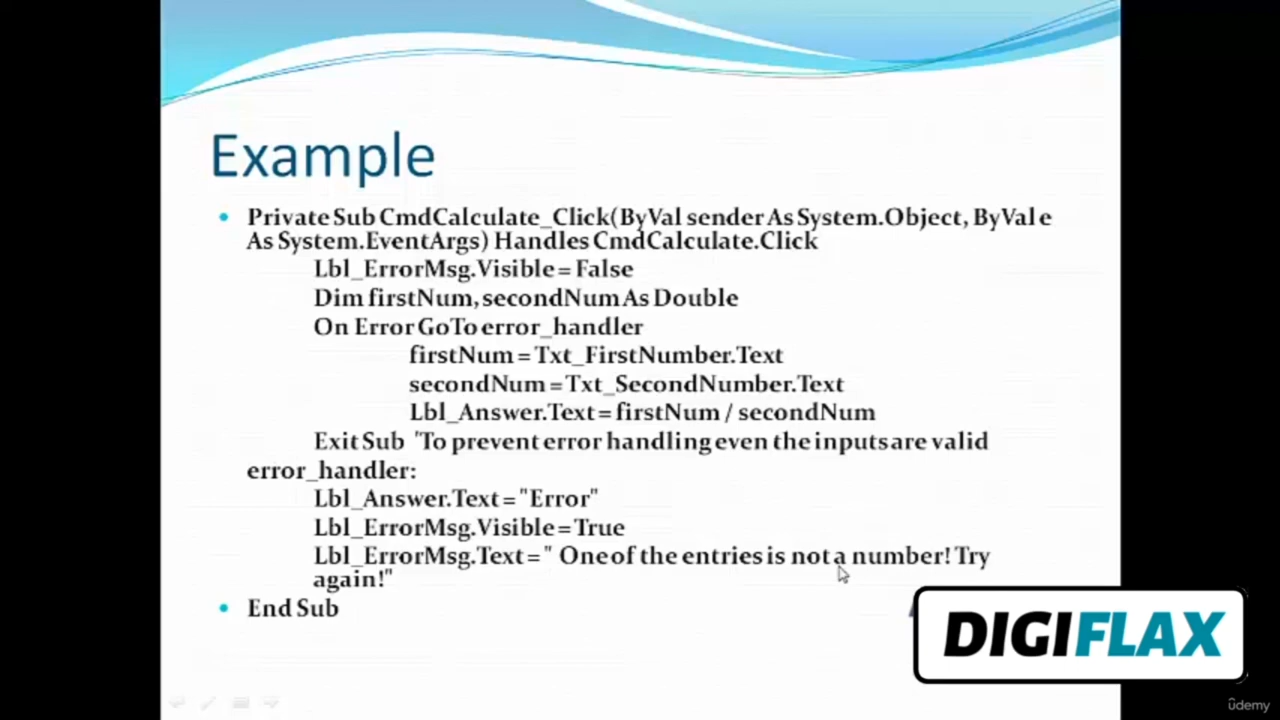 Example
• Private Sub CmdCalculate_Click(ByVal sender As System.Object, ByVal e
As System.EventArgs) Handles CmdCalculate.Click
Lbl_ErrorMsg.Visible = False
Dim firstNum, secondNum As Double
On Error GoTo error_handler
firstNum = Txt_FirstNumber.Text
secondNum = Txt_SecondNumber.Text
Lbl_Answer.Text = firstNum / secondNum
Exit Sub 'To prevent error handling even the inputs are valid
error_handler:
Lbl_Answer.Text = "Error"
Lbl_ErrorMsg.Visible = True
Lbl_ErrorMsg.Text = " One of the entries is not a number! Try
again!"
• End Sub
DIGIFLAX
ûdemy